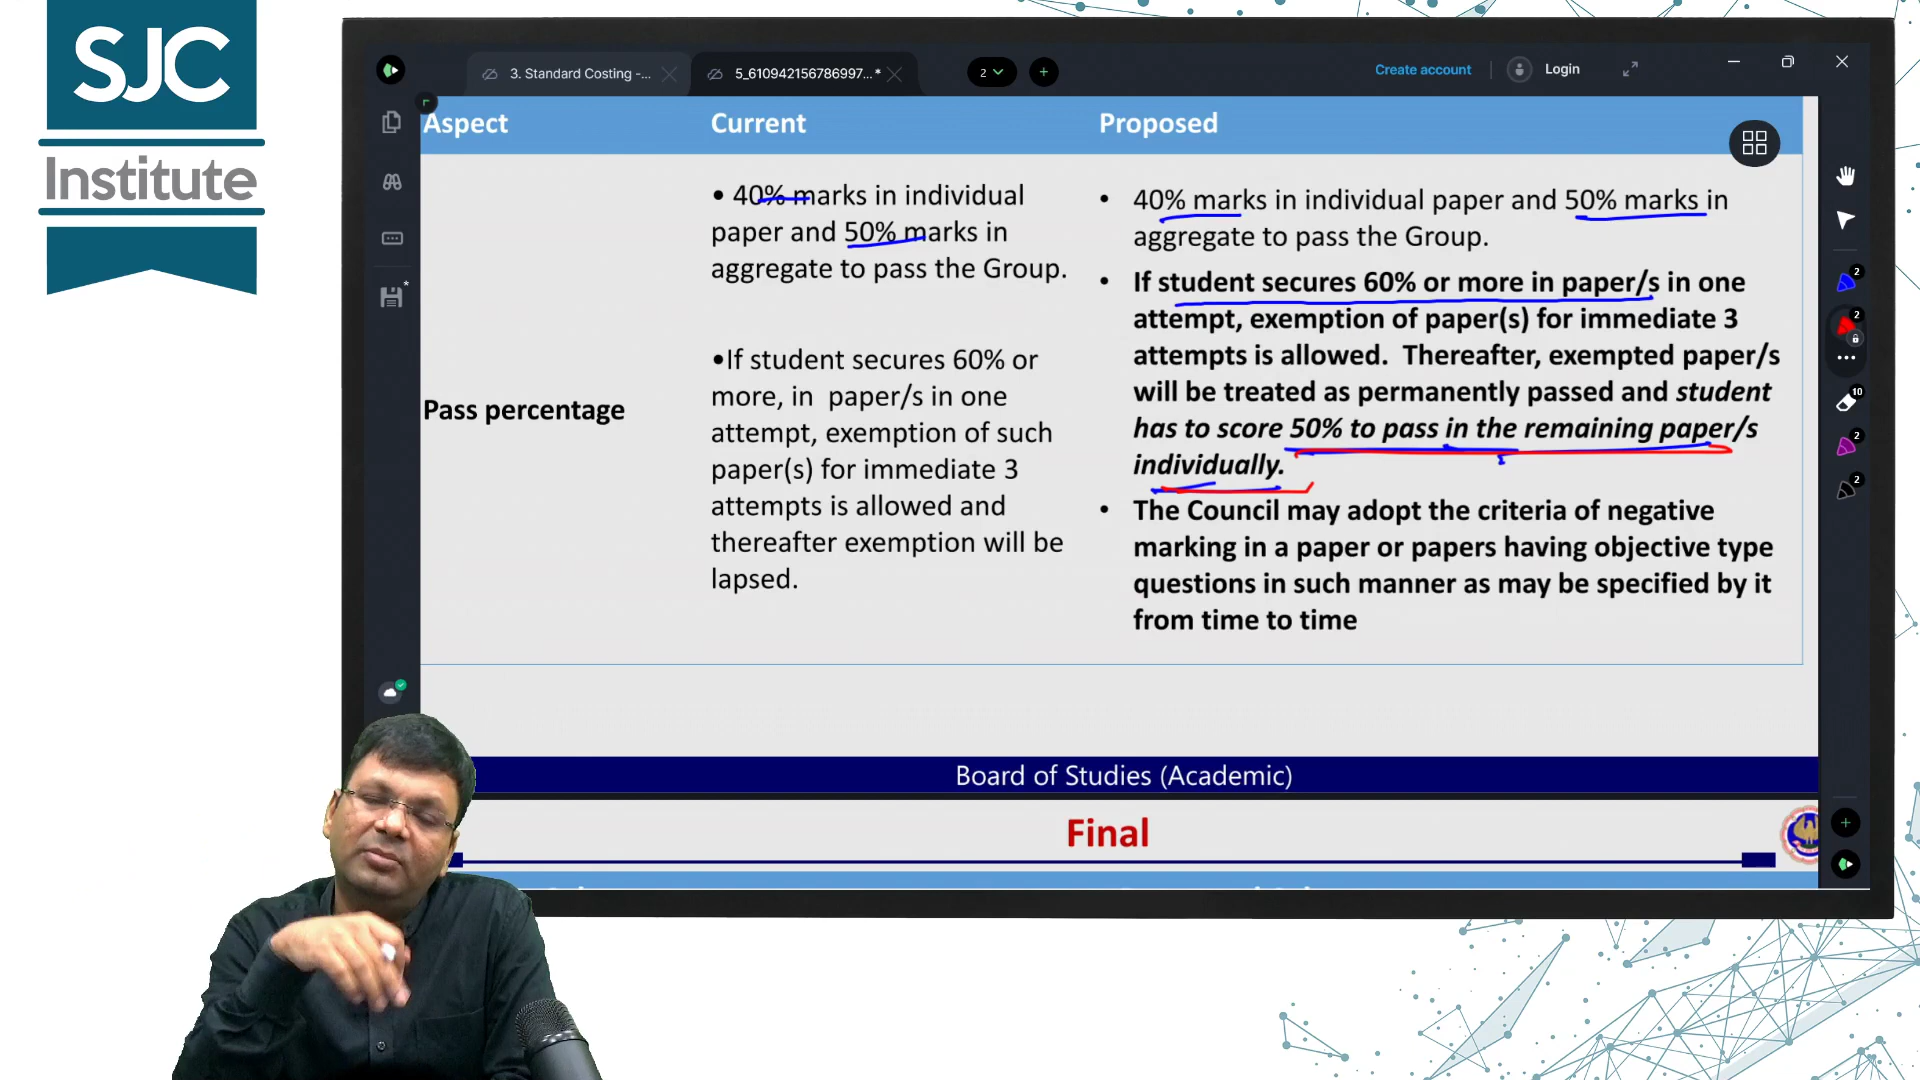 SJC
Institute
3. Standard Costing -...
5_610942156786997... *
2
Create account
Login
Aspect
Current
Proposed
Pass percentage
• 40% marks in individual
paper and 50% marks in
aggregate to pass the Group.
•If student secures 60% or
more, in paper/s in one
attempt, exemption of such
paper(s) for immediate 3
attempts is allowed and
thereafter exemption will be
lapsed.
• 40% marks in individual paper and 50% marks in
aggregate to pass the Group.
• If student secures 60% or more in paper/s in one
attempt, exemption of paper(s) for immediate 3
attempts is allowed. Thereafter, exempted paper/s
will be treated as permanently passed and student
has to score 50% to pass in the remaining paper/s
individually.
• The Council may adopt the criteria of negative
marking in a paper or papers having objective type
questions in such manner as may be specified by it
from time to time
2
2
10
2
2
Board of Studies (Academic)
Final